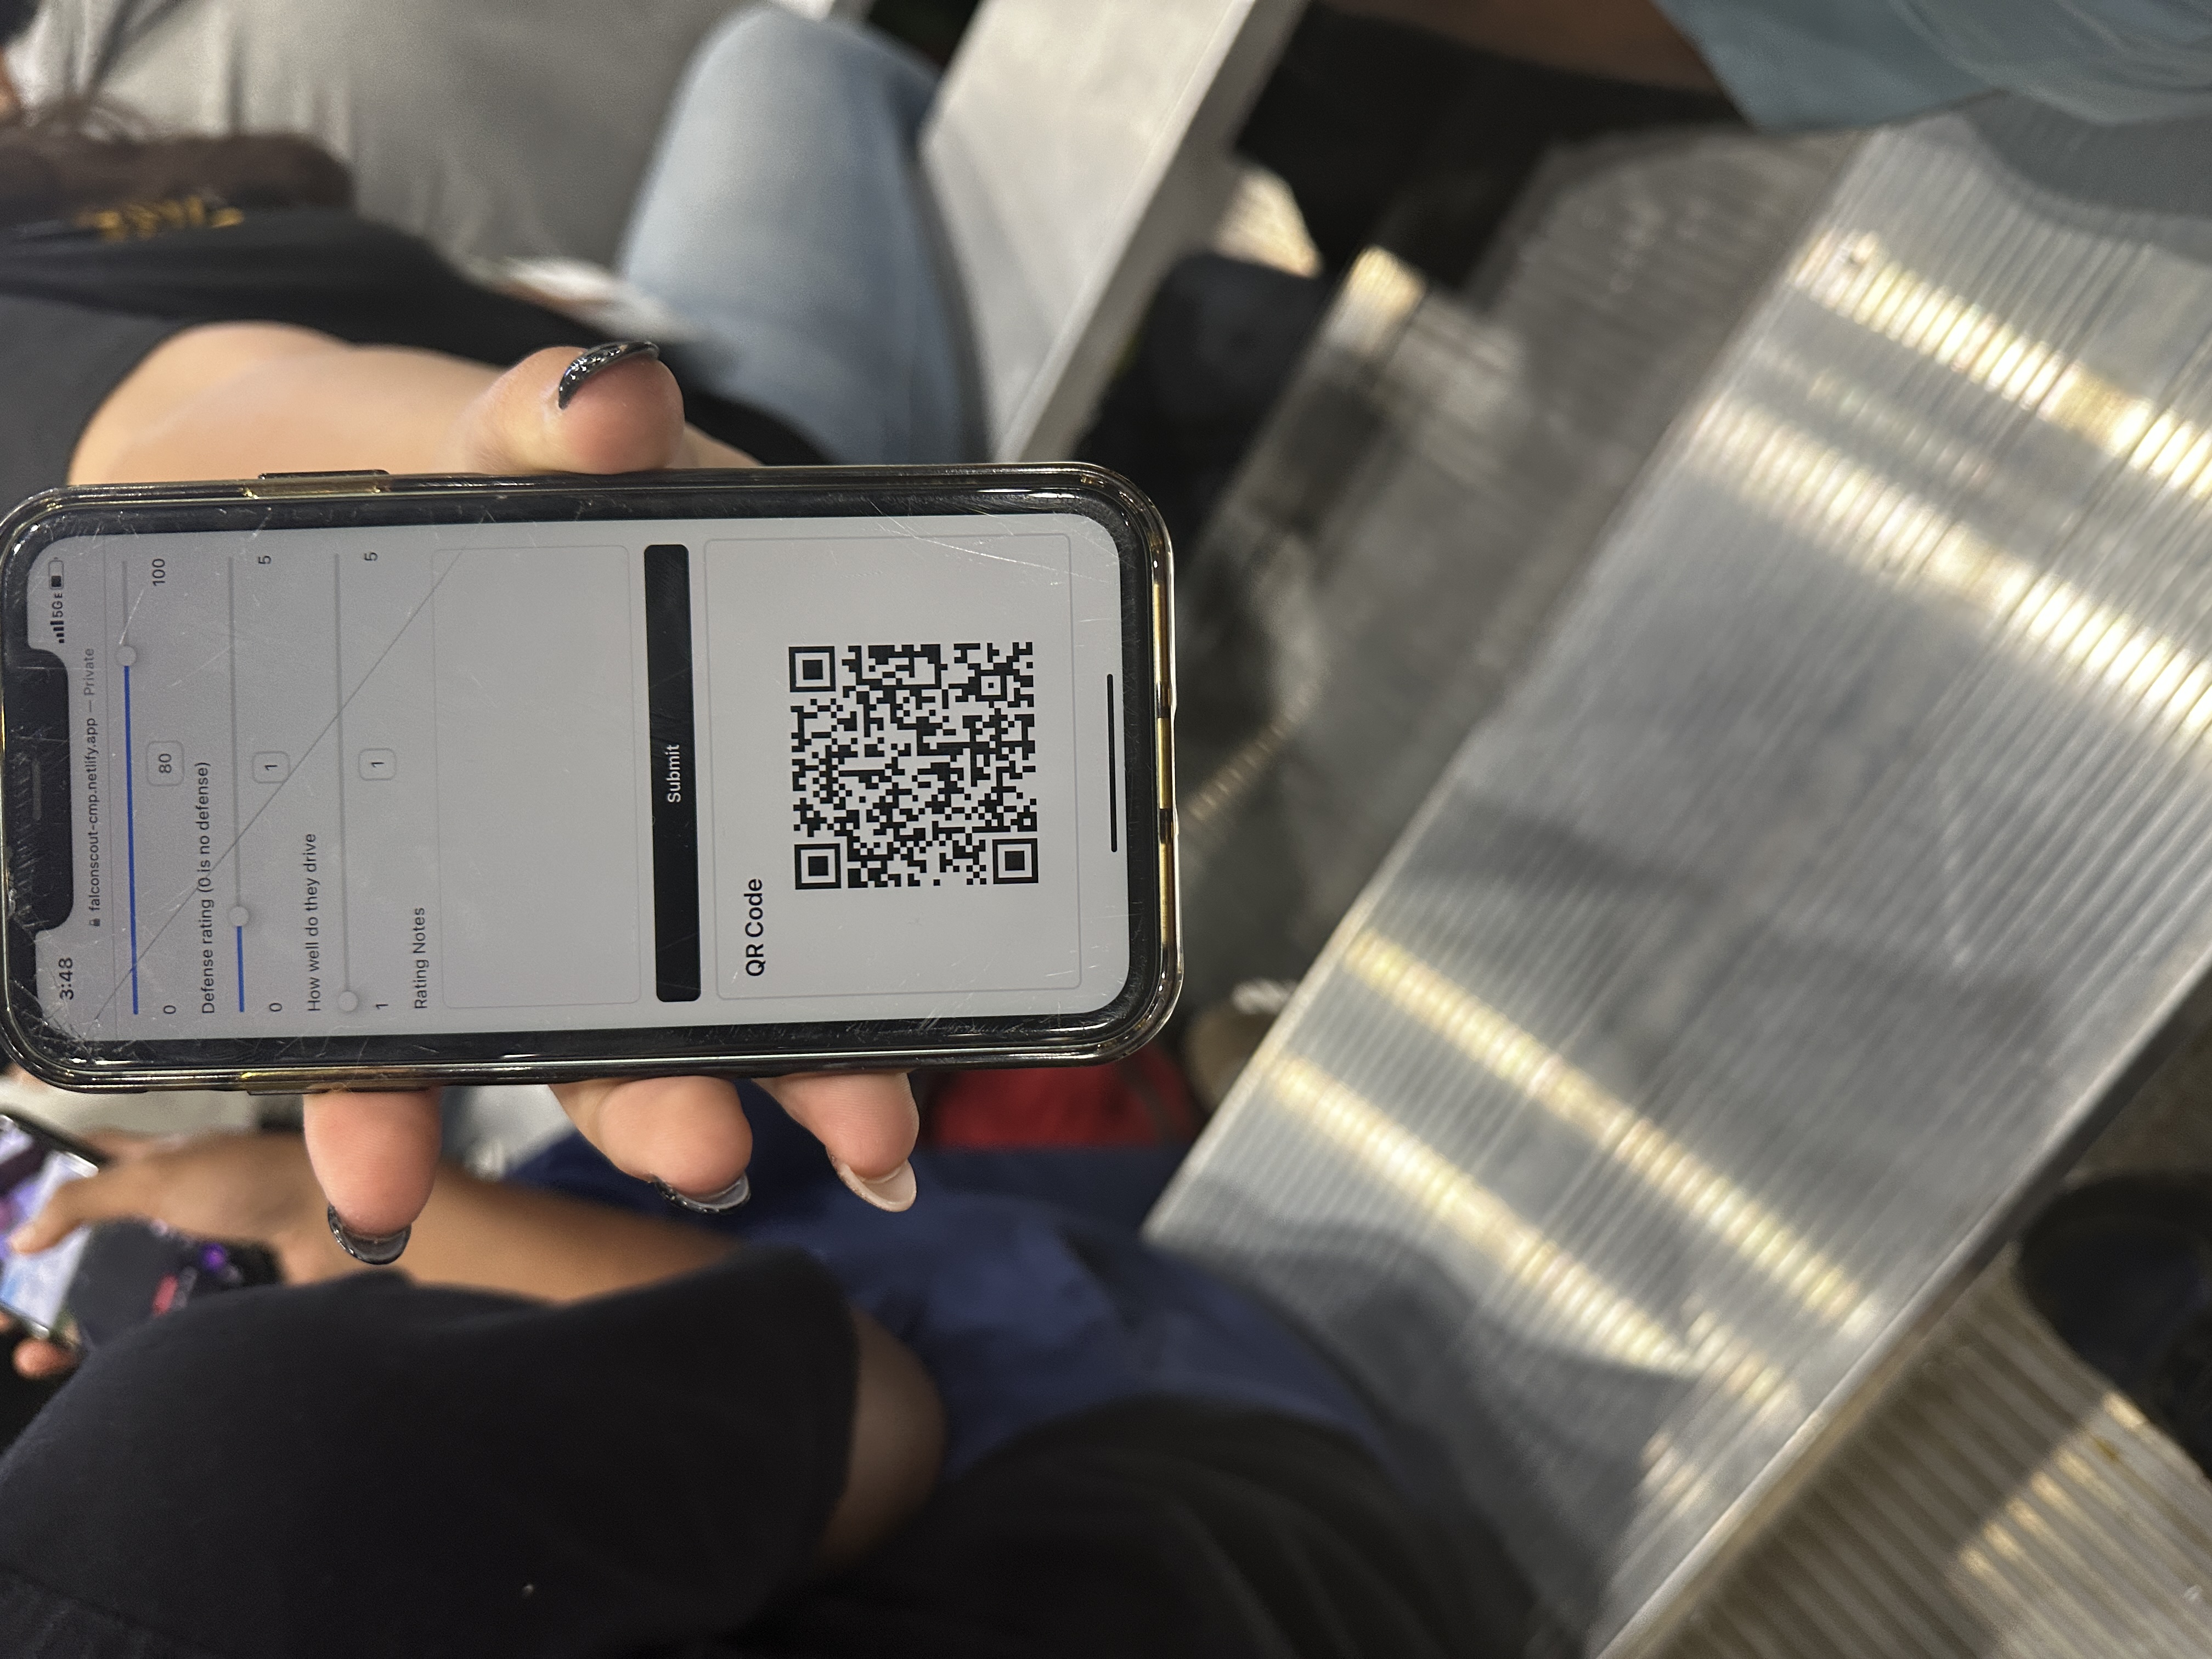 3:48
5GE
falconscout-cmp.netlify.app — Private
0 80 100
Defense rating (0 is no defense)
0 1 5
How well do they drive
1 1 5
Rating Notes
Submit
QR Code